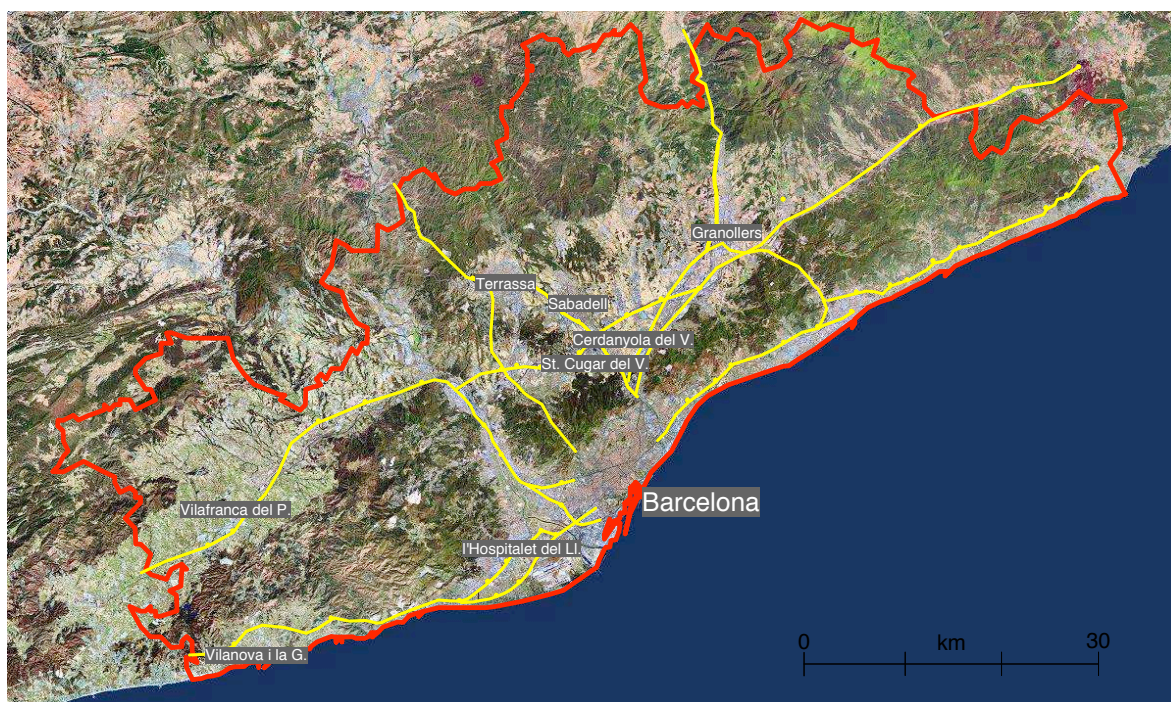 Granollers
Terrassa
Sabadell
Cerdanyola del V.
St. Cugar del V.
Vilafranca del P.
Barcelona
l'Hospitalet del Ll.
Vilanova i la G.
0 km 30